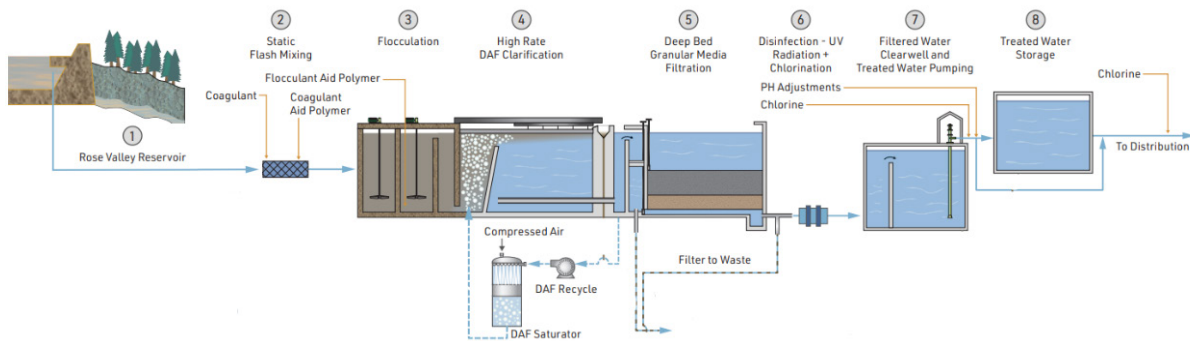 1
Rose Valley Reservoir
2
Static
Flash Mixing
Coagulant
Coagulant
Aid Polymer
3
Flocculation
Flocculant Aid Polymer
4
High Rate
DAF Clarification
Compressed Air
DAF Recycle
DAF Saturator
5
Deep Bed
Granular Media
Filtration
Filter to Waste
6
Disinfection - UV
Radiation +
Chlorination
7
Filtered Water
Clearwell and
Treated Water Pumping
PH Adjustments
Chlorine
8
Treated Water
Storage
Chlorine
To Distribution